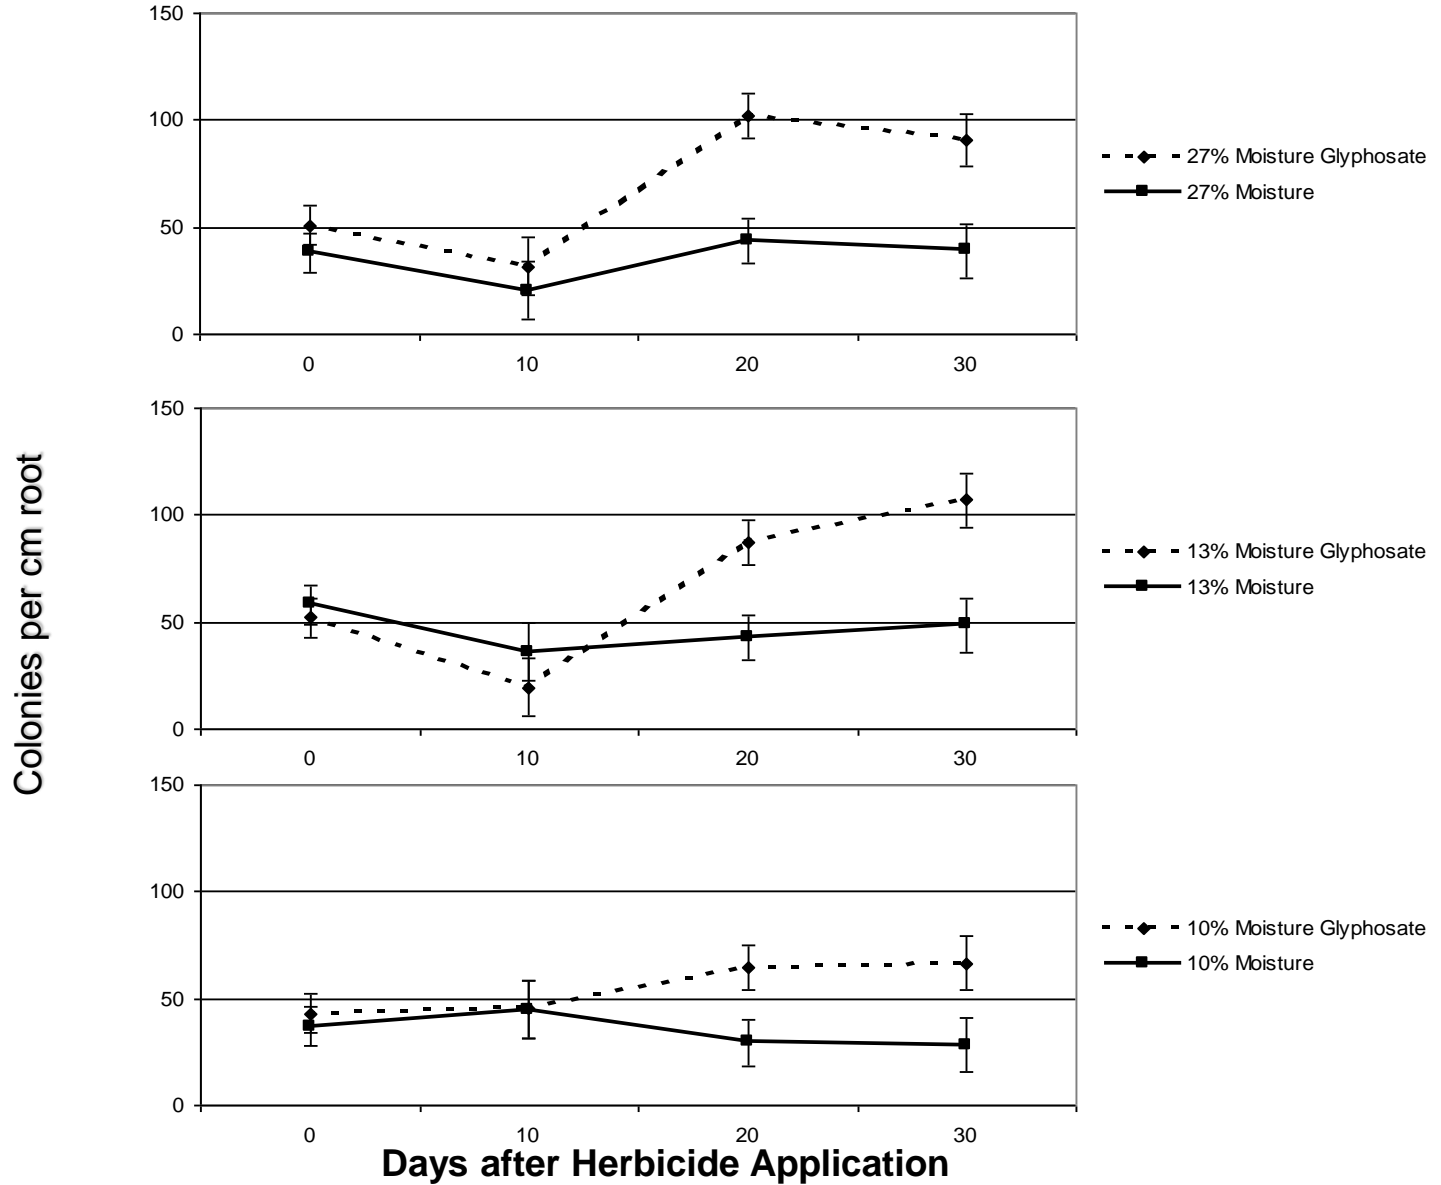 150
100
50
0
0 10 20 30
27% Moisture Glyphosate
27% Moisture
Colonies per cm root
150
100
50
0
0 10 20 30
13% Moisture Glyphosate
13% Moisture
150
100
50
0
0 10 20 30
10% Moisture Glyphosate
10% Moisture
Days after Herbicide Application